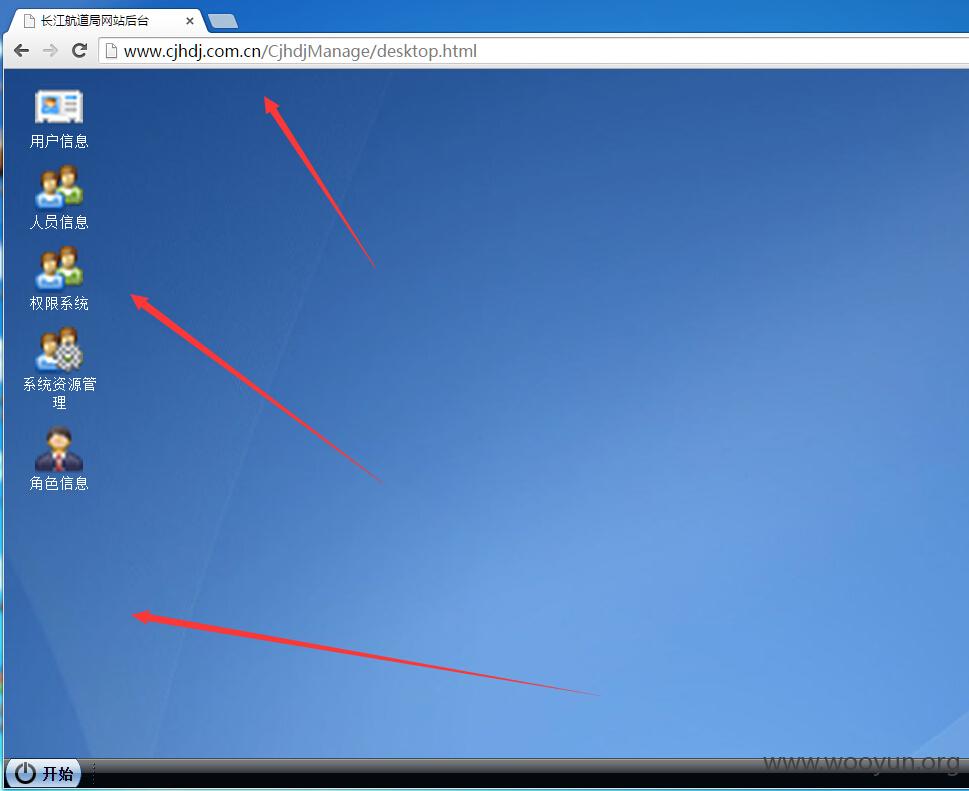 长江航道局网站后台
www.cjhdj.com.cn/CjhdjManage/desktop.html
用户信息
人员信息
权限系统
系统资源管
理
角色信息
开始
www.wooyun.org